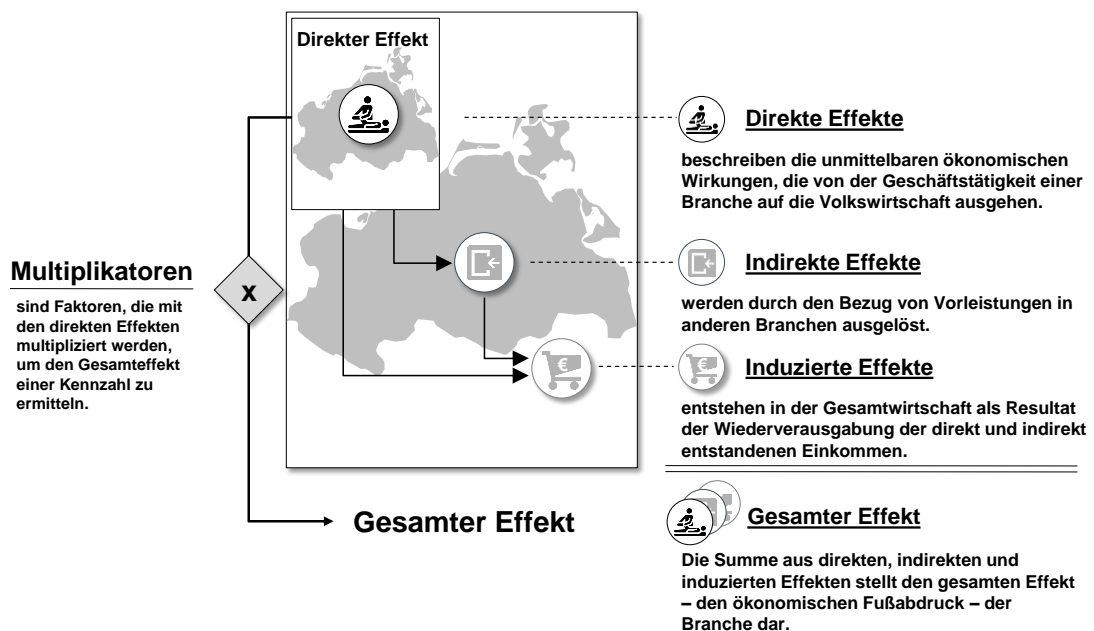 Direkter Effekt
Direkte Effekte
beschreiben die unmittelbaren ökonomischen
Wirkungen, die von der Geschäftstätigkeit einer
Branche auf die Volkswirtschaft ausgehen.
Multiplikatoren
sind Faktoren, die mit
den direkten Effekten
multipliziert werden,
um den Gesamteffekt
einer Kennzahl zu
ermitteln.
x
Indirekte Effekte
werden durch den Bezug von Vorleistungen in
anderen Branchen ausgelöst.
€
€
Induzierte Effekte
entstehen in der Gesamtwirtschaft als Resultat
der Wiederverausgabung der direkt und indirekt
entstandenen Einkommen.
Gesamter Effekt
Gesamter Effekt
Die Summe aus direkten, indirekten und
induzierten Effekten stellt den gesamten Effekt
– den ökonomischen Fußabdruck – der
Branche dar.